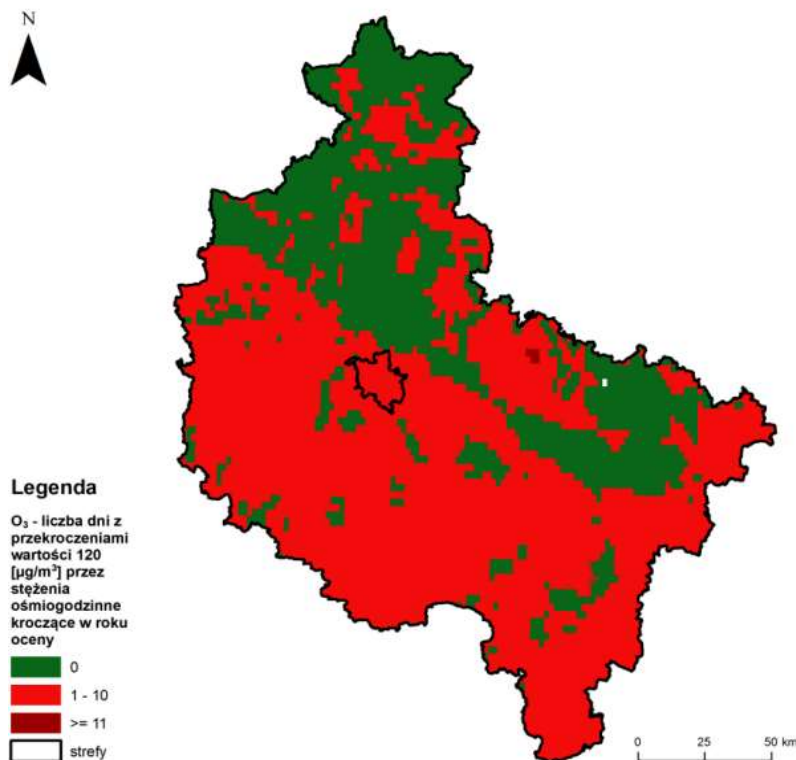 N
Legenda
O₃ - liczba dni z
przekroczeniami
wartości 120
[µg/m³] przez
stężenia
ośmiogodzinne
kroczące w roku
oceny
0
1 - 10
>= 11
strefy
0 25 50 km